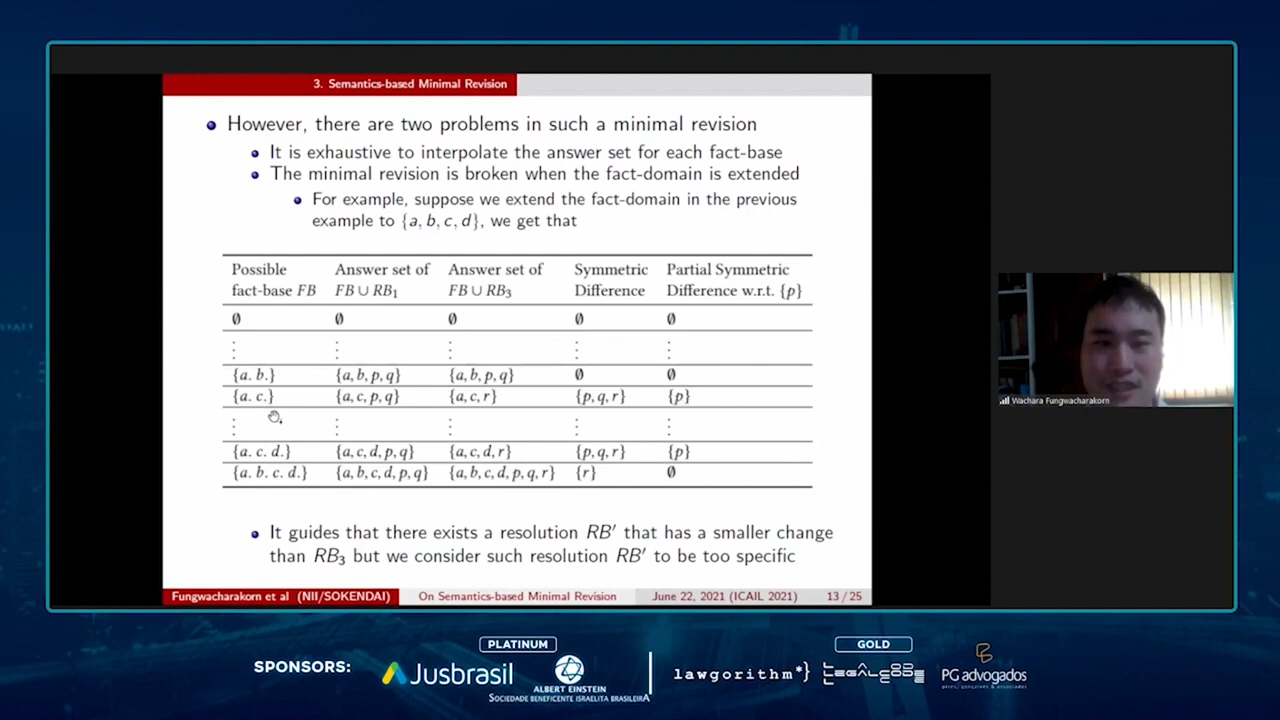 3. Semantics-based Minimal Revision
However, there are two problems in such a minimal revision
It is exhaustive to interpolate the answer set for each fact-base
The minimal revision is broken when the fact-domain is extended
For example, suppose we extend the fact-domain in the previous
example to {a, b, c, d}, we get that
Possible fact-base FB | Answer set of FB ∪ RB₁ | Answer set of FB ∪ RB₃ | Symmetric Difference | Partial Symmetric Difference w.r.t. {p}
∅ ∅ ∅ ∅ ∅
⋮ ⋮ ⋮ ⋮ ⋮
{a. b.} {a, b, p, q} {a, b, p, q} ∅ ∅
{a. c.} {a, c, p, q} {a, c, r} {p, q, r} {p}
⋮ ⋮ ⋮ ⋮ ⋮
{a. c. d.} {a, c, d, p, q} {a, c, d, r} {p, q, r} {p}
{a. b. c. d.} {a, b, c, d, p, q} {a, b, c, d, p, q, r} {r} ∅
It guides that there exists a resolution RB′ that has a smaller change
than RB₃ but we consider such resolution RB′ to be too specific
Fungwacharakorn et al (NII/SOKENDAI) On Semantics-based Minimal Revision June 22, 2021 (ICAIL 2021) 13 / 25
Wachara Fungwacharakorn
SPONSORS:
PLATINUM
Jusbrasil
ALBERT EINSTEIN
SOCIEDADE BENEFICENTE ISRAELITA BRASILEIRA
GOLD
lawgorithm*}
LEGALCODE
PG advogados